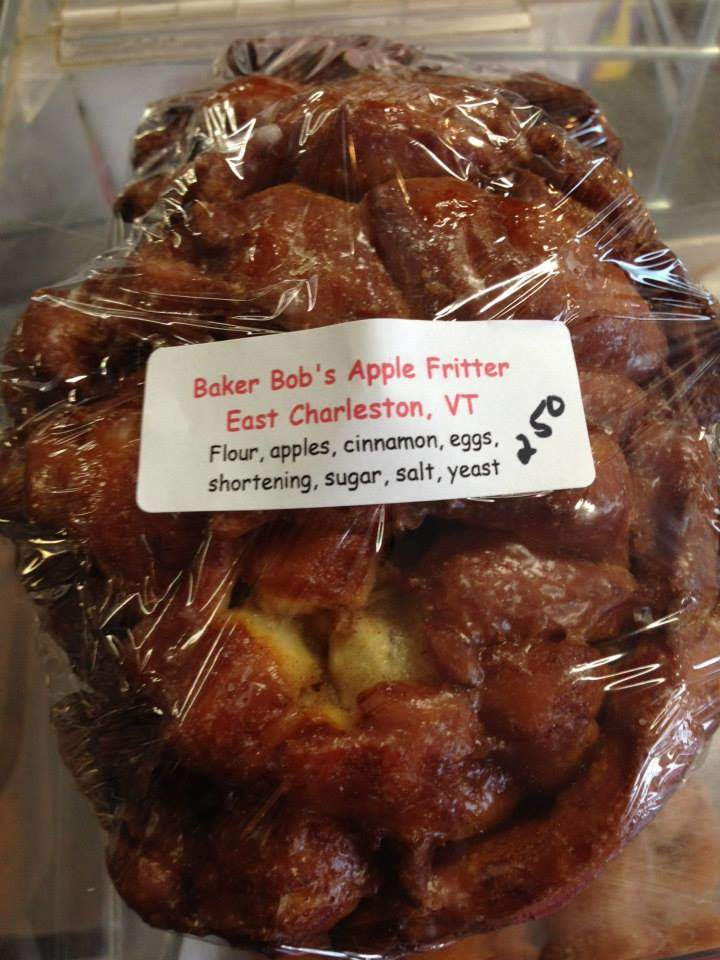 Baker Bob's Apple Fritter
East Charleston, VT
Flour, apples, cinnamon, eggs,
shortening, sugar, salt, yeast
250